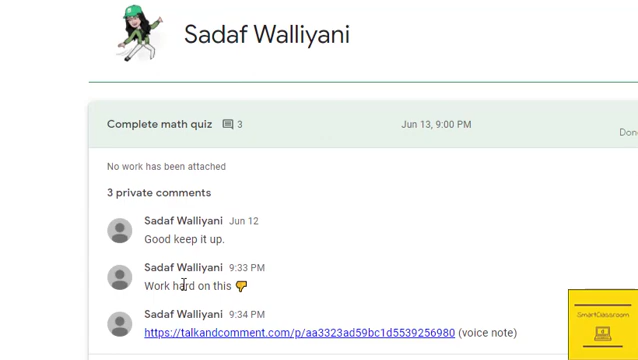 Sadaf Walliyani
Complete math quiz 3 Jun 13, 9:00 PM
Don
No work has been attached
3 private comments
Sadaf Walliyani Jun 12
Good keep it up.
Sadaf Walliyani 9:33 PM
Work hard on this 👎
Sadaf Walliyani 9:34 PM
https://talkandcomment.com/p/aa3323ad59bc1d5539256980 (voice note)
SmartClassroom